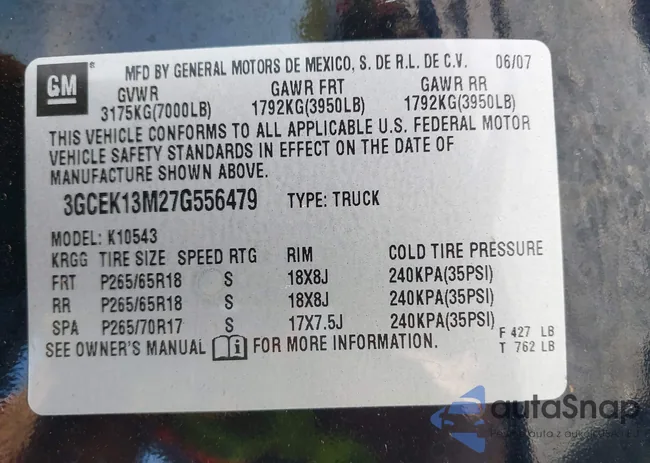 GM ® MFD BY GENERAL MOTORS DE MEXICO, S. DE R.L. DE C.V. 06/07
GVWR GAWR FRT GAWR RR
3175KG(7000LB) 1792KG(3950LB) 1792KG(3950LB)
THIS VEHICLE CONFORMS TO ALL APPLICABLE U.S. FEDERAL MOTOR
VEHICLE SAFETY STANDARDS IN EFFECT ON THE DATE OF
MANUFACTURE SHOWN ABOVE.
3GCEK13M27G556479 TYPE: TRUCK
MODEL: K10543
KRGG TIRE SIZE SPEED RTG RIM COLD TIRE PRESSURE
FRT P265/65R18 S 18X8J 240KPA(35PSI)
RR P265/65R18 S 18X8J 240KPA(35PSI)
SPA P265/70R17 S 17X7.5J 240KPA(35PSI)
F 427 LB
SEE OWNER'S MANUAL i FOR MORE INFORMATION. T 762 LB
autaSnap